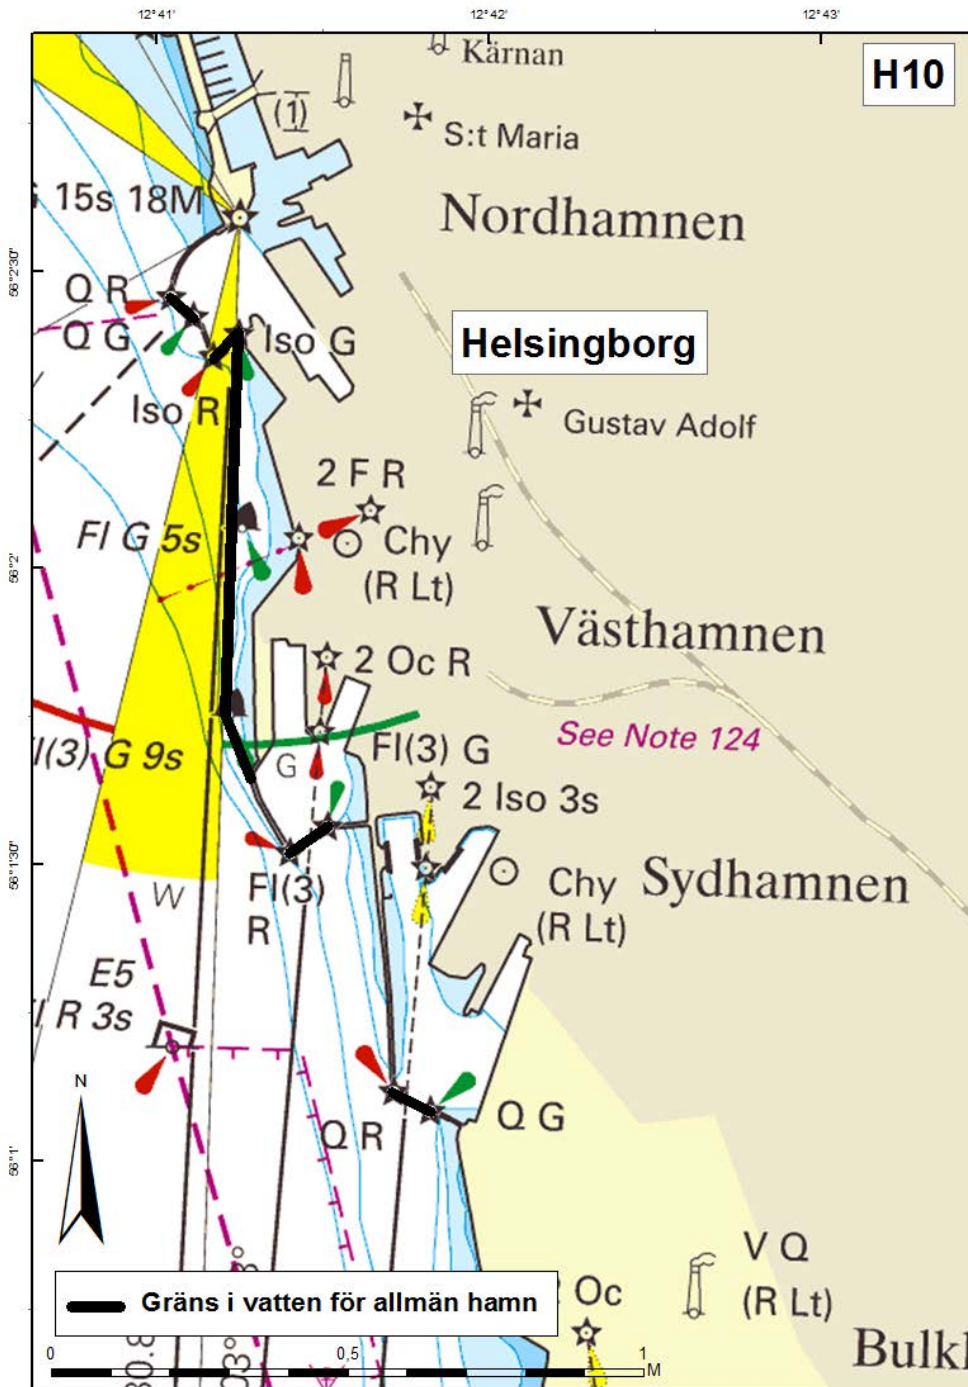 12°41'
12°42'
12°43'
H10
Kärnan
(1)
S:t Maria
15s 18M
Nordhamnen
56°2'30"
Q R
Q G
Iso G
Helsingborg
Iso R
Gustav Adolf
2 F R
Fl G 5s
Chy
(R Lt)
56°2'
Västhamnen
2 Oc R
See Note 124
Fl(3) G
l(3) G 9s
G
2 Iso 3s
56°1'30"
W
Fl(3)
R
Chy
(R Lt)
Sydhamnen
E5
l R 3s
N
Q R
Q G
56°1'
V Q
(R Lt)
Oc
Gräns i vatten för allmän hamn
Bulkh
0
0,5
1
M
03°